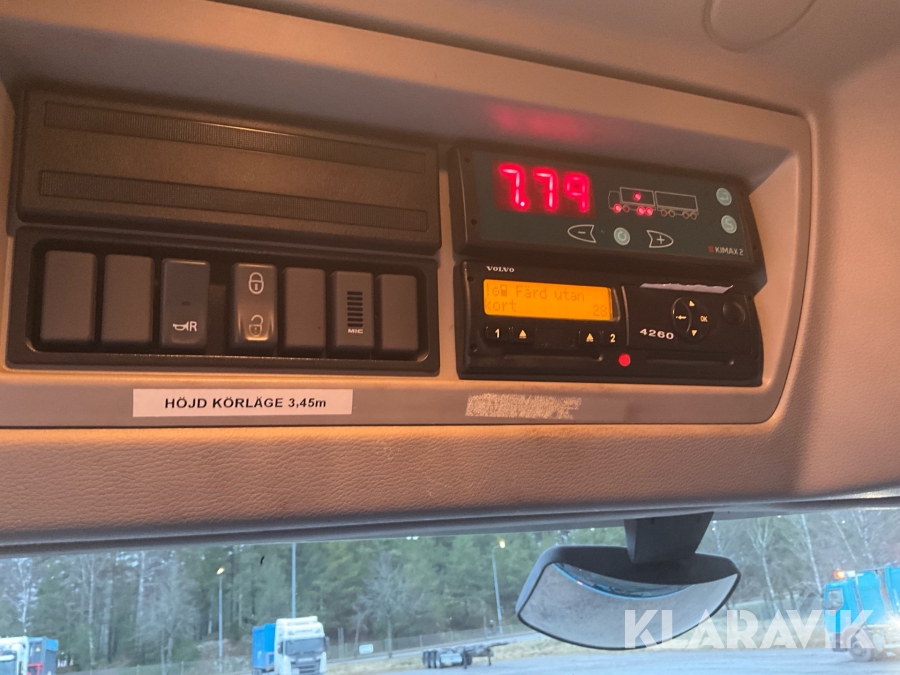 7.79
S
KIMAX 2
VOLVO
Färd utan
kort
1
2
4260
OK
R
MIC
HÖJD KÖRLÄGE 3,45m
KLARAVIK